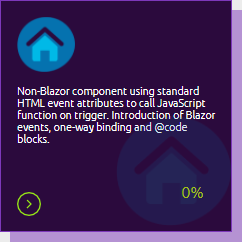 Non-Blazor component using standard
HTML event attributes to call JavaScript
function on trigger. Introduction of Blazor
events, one-way binding and @code
blocks.
0%